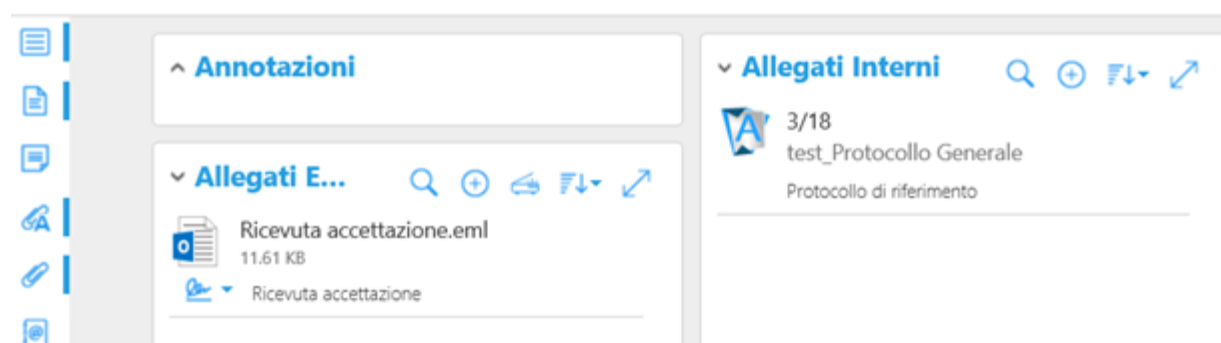 Annotazioni
Allegati E...
Ricevuta accettazione.eml
11.61 KB
Ricevuta accettazione
Allegati Interni
3/18
test_Protocollo Generale
Protocollo di riferimento